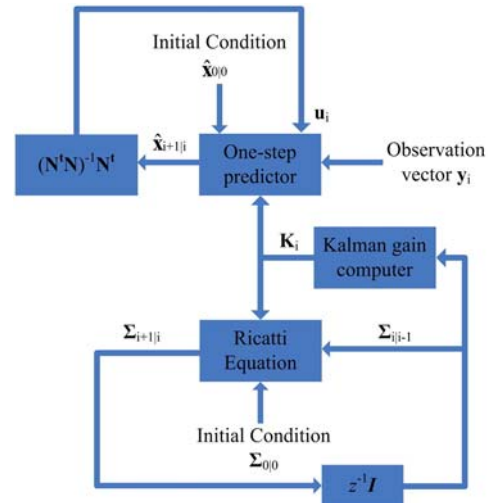 Initial Condition
x̂0|0
ui
(NᵗN)⁻¹Nᵗ
x̂i+1|i
One-step
predictor
Observation
vector yi
Ki
Kalman gain
computer
Σi+1|i
Ricatti
Equation
Σi|i-1
Initial Condition
Σ0|0
z⁻¹I